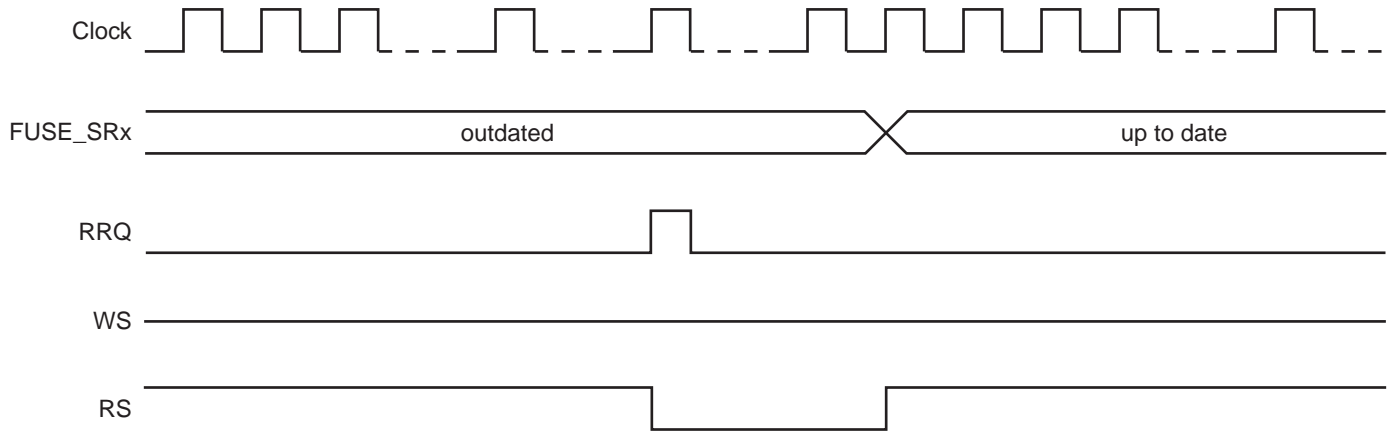 Clock
FUSE_SRx
outdated
up to date
RRQ
WS
RS